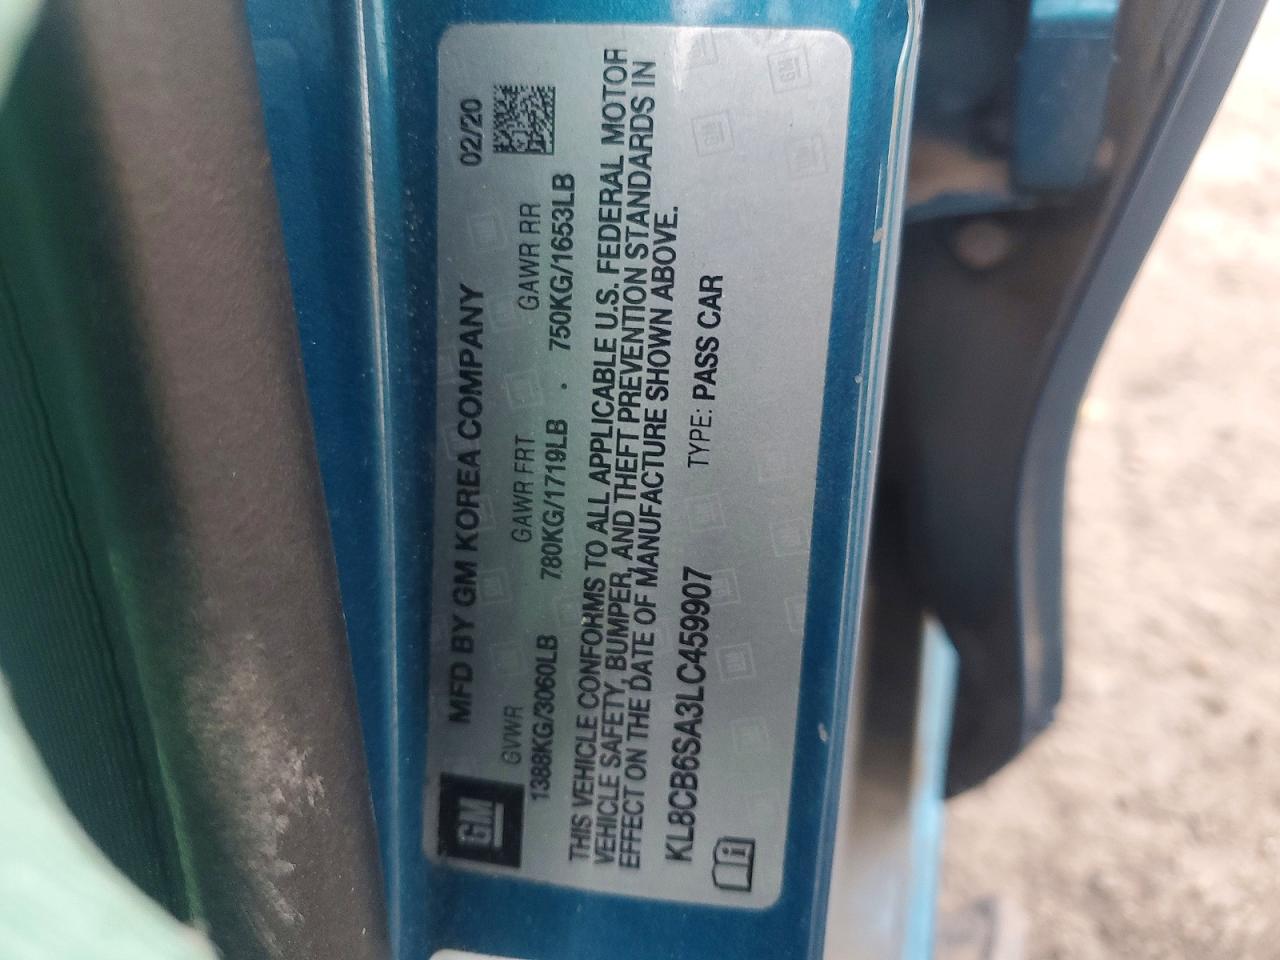 GM
MFD BY GM KOREA COMPANY 02/20
GVWR GAWR FRT GAWR RR
1388KG/3060LB 780KG/1719LB 750KG/1653LB
THIS VEHICLE CONFORMS TO ALL APPLICABLE U.S. FEDERAL MOTOR
VEHICLE SAFETY, BUMPER, AND THEFT PREVENTION STANDARDS IN
EFFECT ON THE DATE OF MANUFACTURE SHOWN ABOVE.
KL8CB6SA3LC459907 TYPE: PASS CAR